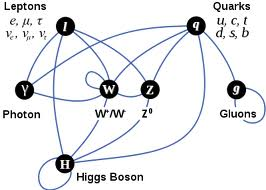 Leptons
e, μ, τ
νe, νμ, ντ
l
Quarks
u, c, t
d, s, b
q
γ
Photon
W
W⁺/W⁻
Z
Z⁰
g
Gluons
H
Higgs Boson